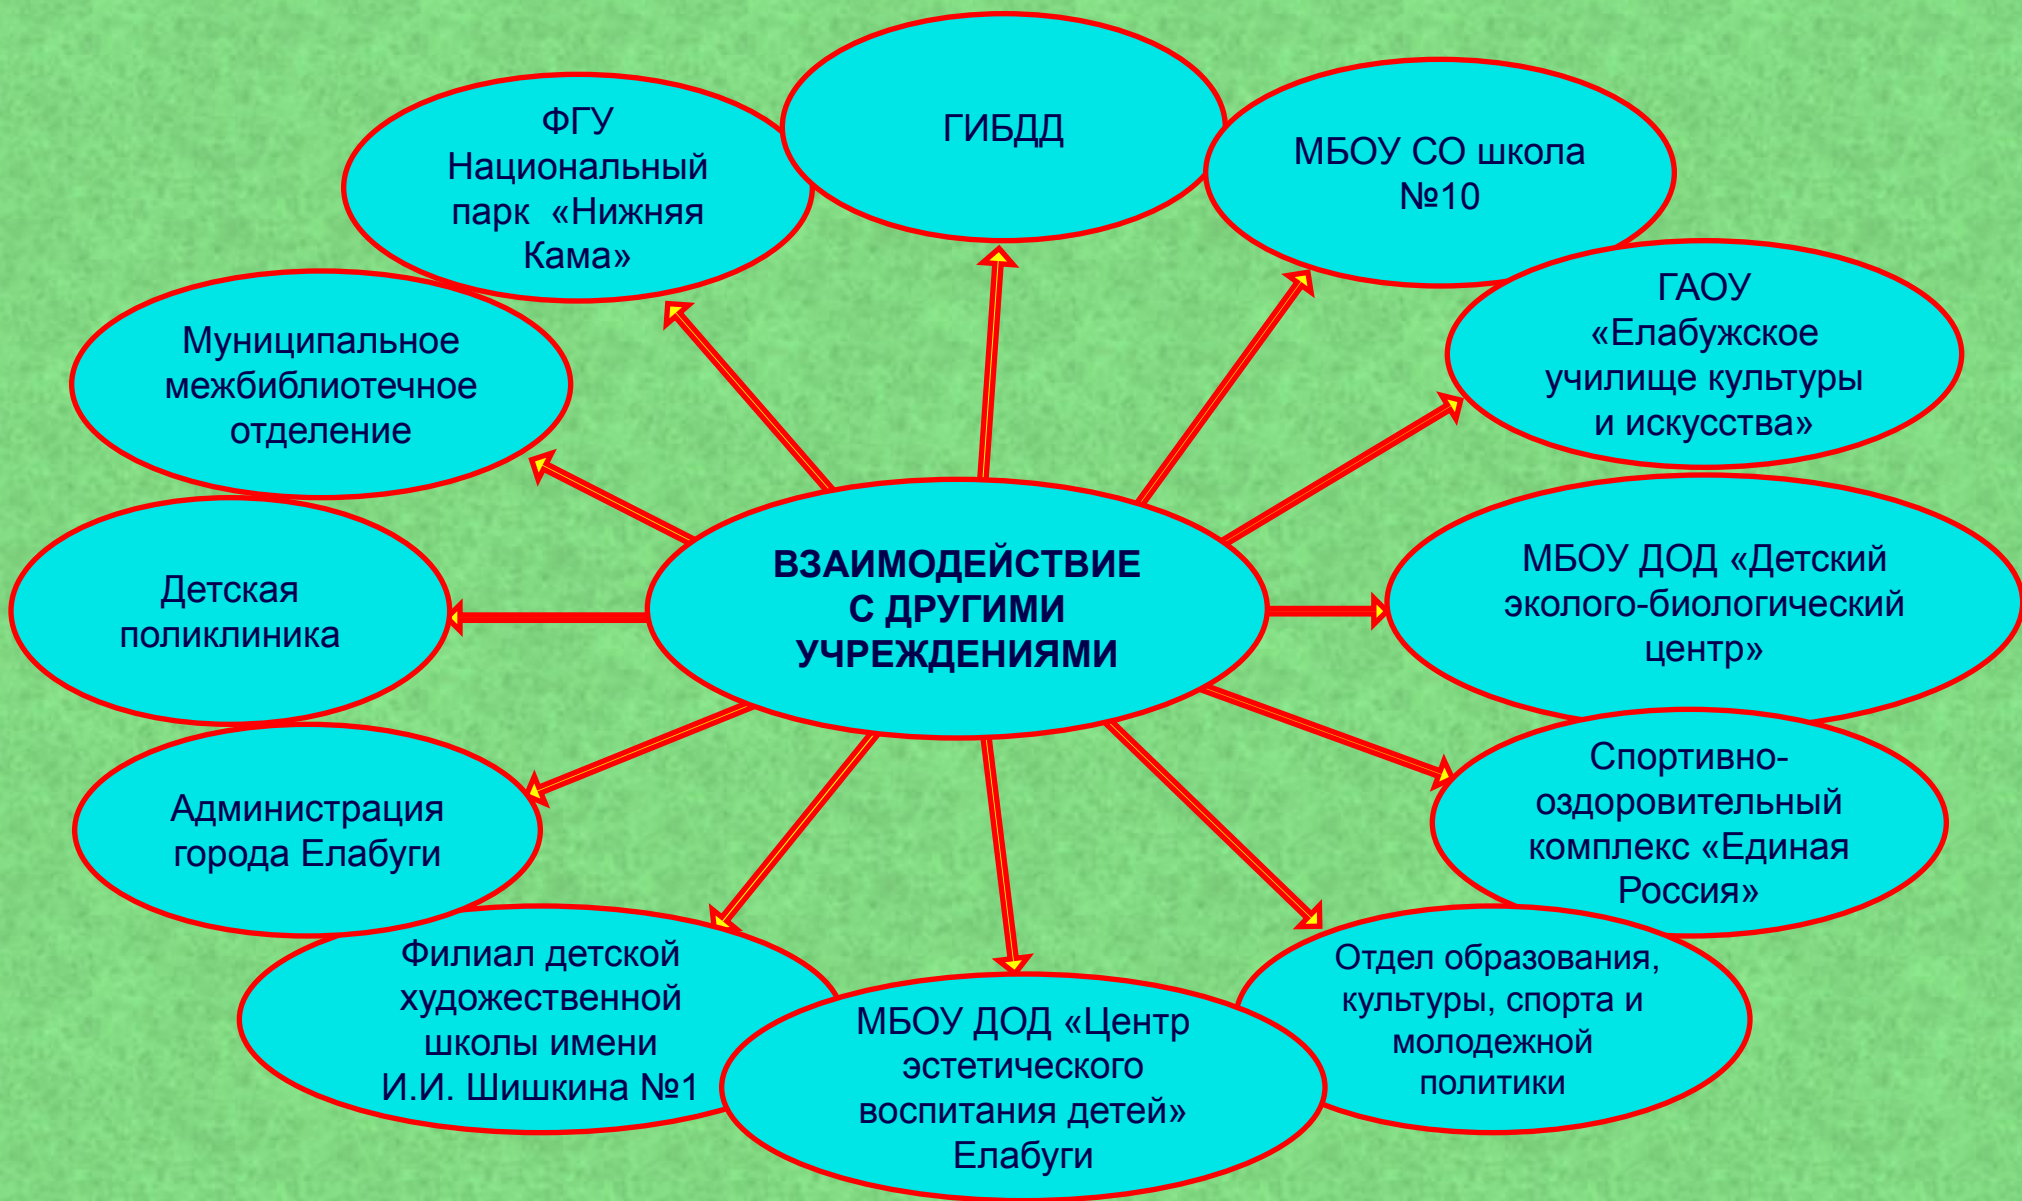 ГИБДД
ФГУ
Национальный
парк «Нижняя
Кама»
МБОУ СО школа
№10
ГАОУ
«Елабужское
училище культуры
и искусства»
Муниципальное
межбиблиотечное
отделение
ВЗАИМОДЕЙСТВИЕ
С ДРУГИМИ
УЧРЕЖДЕНИЯМИ
МБОУ ДОД «Детский
эколого-биологический
центр»
Детская
поликлиника
Спортивно-
оздоровительный
комплекс «Единая
Россия»
Администрация
города Елабуги
Филиал детской
художественной
школы имени
И.И. Шишкина №1
МБОУ ДОД «Центр
эстетического
воспитания детей»
Елабуги
Отдел образования,
культуры, спорта и
молодежной
политики